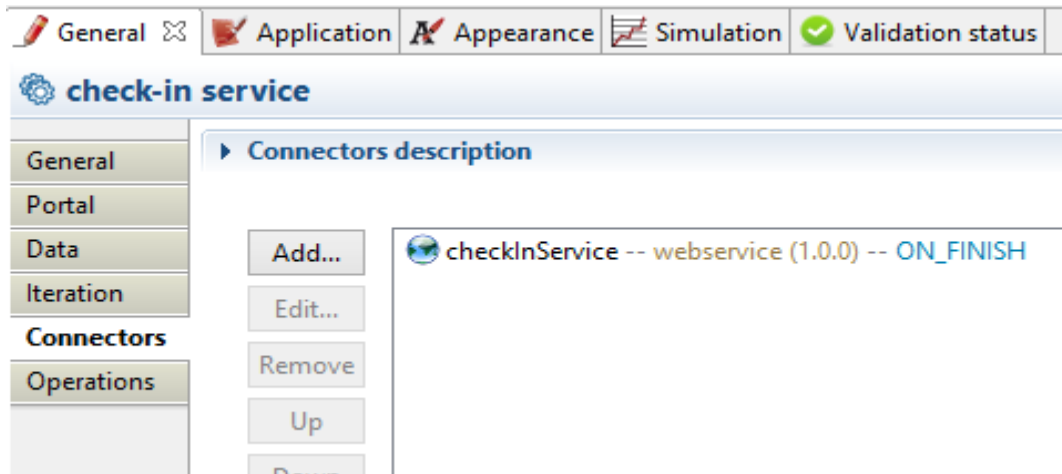 General Application Appearance Simulation Validation status
check-in service
General
Portal
Data
Iteration
Connectors
Operations
Connectors description
Add...
Edit...
Remove
Up
Down
checkInService -- webservice (1.0.0) -- ON_FINISH